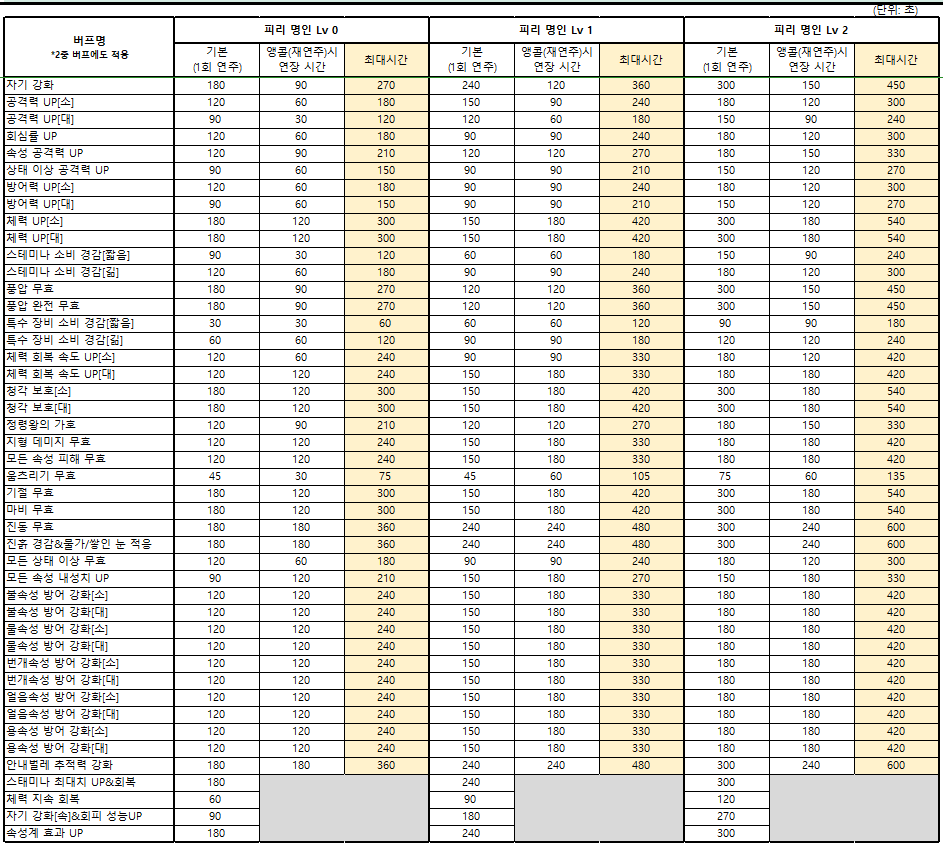 (단위: 초)
버프명
*2중 버프에도 적용
피리 명인 Lv 0 피리 명인 Lv 1 피리 명인 Lv 2
기본 (1회 연주) 앵콜(재연주)시 연장 시간 최대시간 기본 (1회 연주) 앵콜(재연주)시 연장 시간 최대시간 기본 (1회 연주) 앵콜(재연주)시 연장 시간 최대시간
자기 강화 180 90 270 240 120 360 300 150 450
공격력 UP[소] 120 60 180 150 90 240 180 120 300
공격력 UP[대] 90 30 120 120 60 180 150 90 240
회심률 UP 120 60 180 90 90 240 180 120 300
속성 공격력 UP 120 90 210 120 120 270 180 150 330
상태 이상 공격력 UP 90 60 150 90 90 210 150 120 270
방어력 UP[소] 120 60 180 90 90 240 180 120 300
방어력 UP[대] 90 60 150 90 90 210 150 120 270
체력 UP[소] 180 120 300 150 180 420 300 180 540
체력 UP[대] 180 120 300 150 180 420 300 180 540
스테미나 소비 경감[짧음] 90 30 120 60 60 180 150 90 240
스테미나 소비 경감[긺] 120 60 180 90 90 240 180 120 300
풍압 무효 180 90 270 120 120 360 300 150 450
풍압 완전 무효 180 90 270 120 120 360 300 150 450
특수 장비 소비 경감[짧음] 30 30 60 60 60 120 90 90 180
특수 장비 소비 경감[긺] 60 60 120 90 90 180 120 120 240
체력 회복 속도 UP[소] 120 60 240 90 90 330 180 120 420
체력 회복 속도 UP[대] 120 120 240 150 180 330 180 180 420
청각 보호[소] 180 120 300 150 180 420 300 180 540
청각 보호[대] 180 120 300 150 180 420 300 180 540
정령왕의 가호 120 90 210 120 120 270 180 150 330
지형 데미지 무효 120 120 240 150 180 330 180 180 420
모든 속성 피해 무효 120 120 240 150 180 330 180 180 420
움츠리기 무효 45 30 75 45 60 105 75 60 135
기절 무효 180 120 300 150 180 420 300 180 540
마비 무효 180 120 300 150 180 420 300 180 540
진동 무효 180 180 360 240 240 480 300 240 600
진흙 경감&물가/쌓인 눈 적응 180 180 360 240 240 480 300 240 600
모든 상태 이상 무효 120 60 180 90 90 240 180 120 300
모든 속성 내성치 UP 90 120 210 150 180 270 150 180 330
불속성 방어 강화[소] 120 120 240 150 180 330 180 180 420
불속성 방어 강화[대] 120 120 240 150 180 330 180 180 420
물속성 방어 강화[소] 120 120 240 150 180 330 180 180 420
물속성 방어 강화[대] 120 120 240 150 180 330 180 180 420
번개속성 방어 강화[소] 120 120 240 150 180 330 180 180 420
번개속성 방어 강화[대] 120 120 240 150 180 330 180 180 420
얼음속성 방어 강화[소] 120 120 240 150 180 330 180 180 420
얼음속성 방어 강화[대] 120 120 240 150 180 330 180 180 420
용속성 방어 강화[소] 120 120 240 150 180 330 180 180 420
용속성 방어 강화[대] 120 120 240 150 180 330 180 180 420
안내벌레 추적력 강화 180 180 360 240 240 480 300 240 600
스태미나 최대치 UP&회복 180 240 300
체력 지속 회복 60 90 120
자기 강화[속]&회피 성능UP 90 180 270
속성계 효과 UP 180 240 300